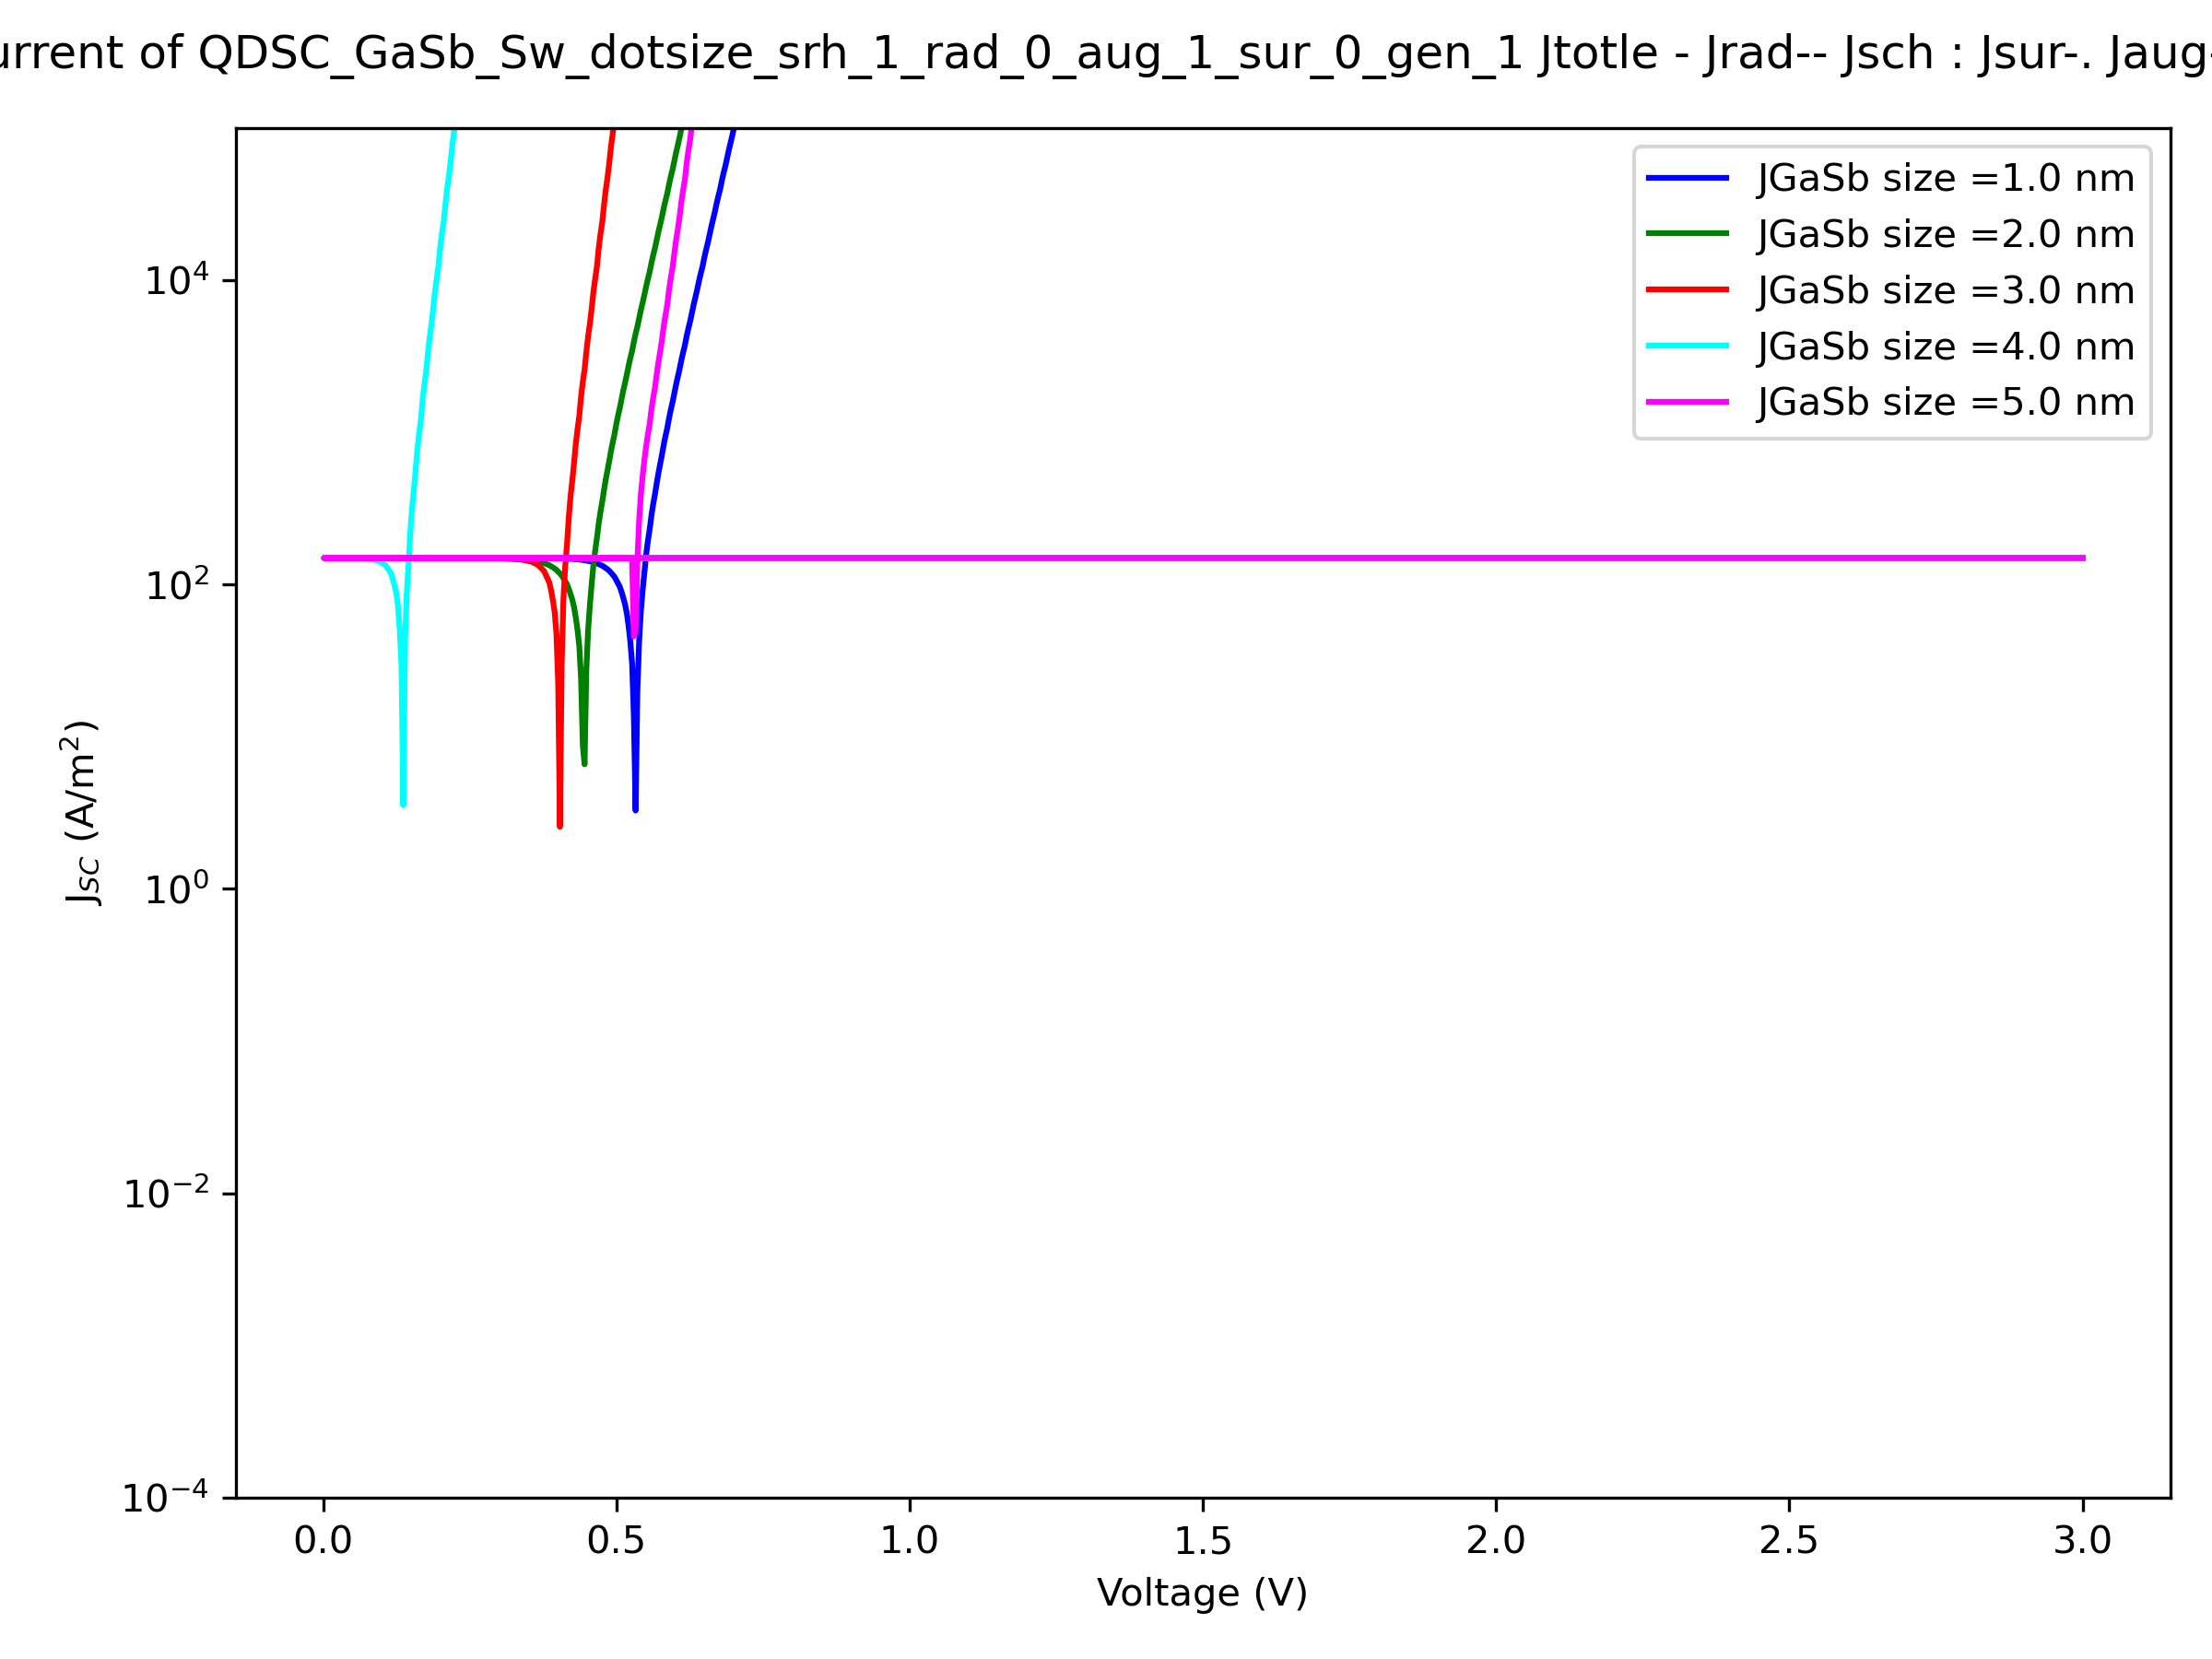 of QDSC_GaSb_Sw_dotsize_srh_1_rad_0_aug_1_sur_0_gen_1 Jtotle - Jrad-- Jsch : Jsur-.
JGaSb size =1.0 nm
JGaSb size =2.0 nm
JGaSb size =3.0 nm
JGaSb size =4.0 nm
JGaSb size =5.0 nm
10⁴
10²
10⁰
10⁻²
10⁻⁴
J_SC (A/m²)
0.0 0.5 1.0 1.5 2.0 2.5 3.0
Voltage (V)